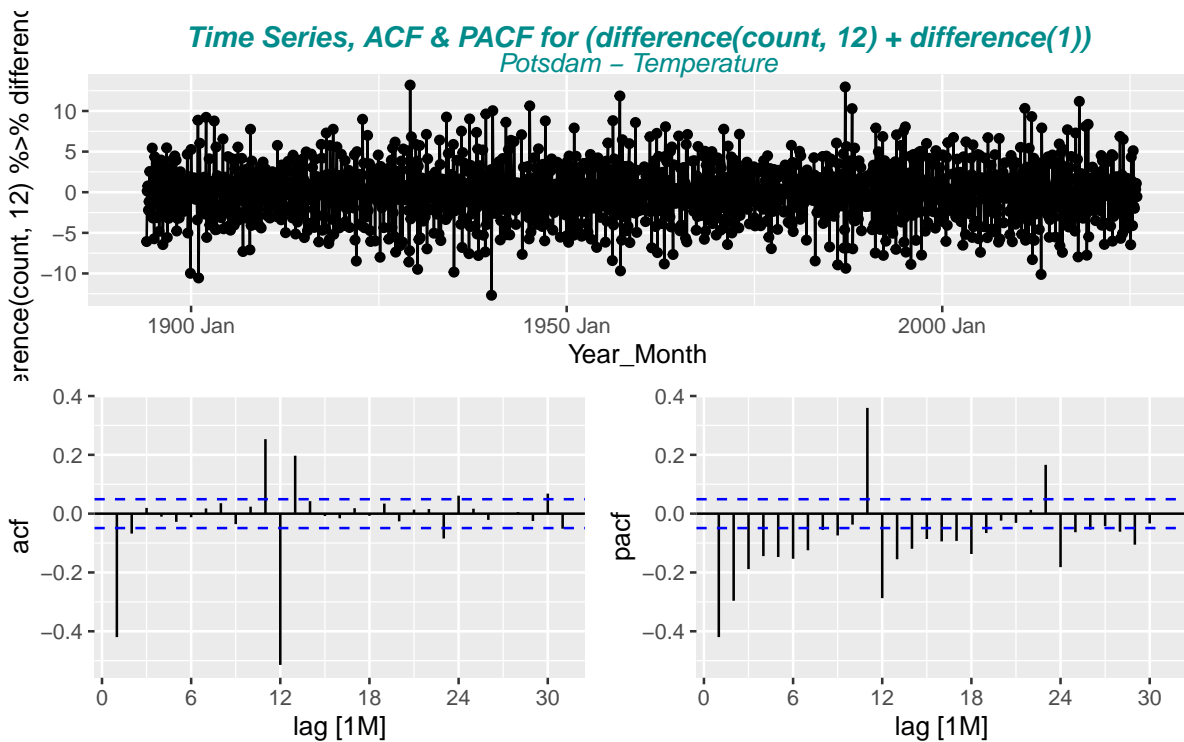 Time Series, ACF & PACF for (difference(count, 12) + difference(1))
Potsdam − Temperature
erence(count, 12) %>% differenc
10
5
0
−5
−10
1900 Jan
1950 Jan
2000 Jan
Year_Month
acf
0.4
0.2
0.0
−0.2
−0.4
0
6
12
18
24
30
lag [1M]
pacf
0.4
0.2
0.0
−0.2
−0.4
0
6
12
18
24
30
lag [1M]